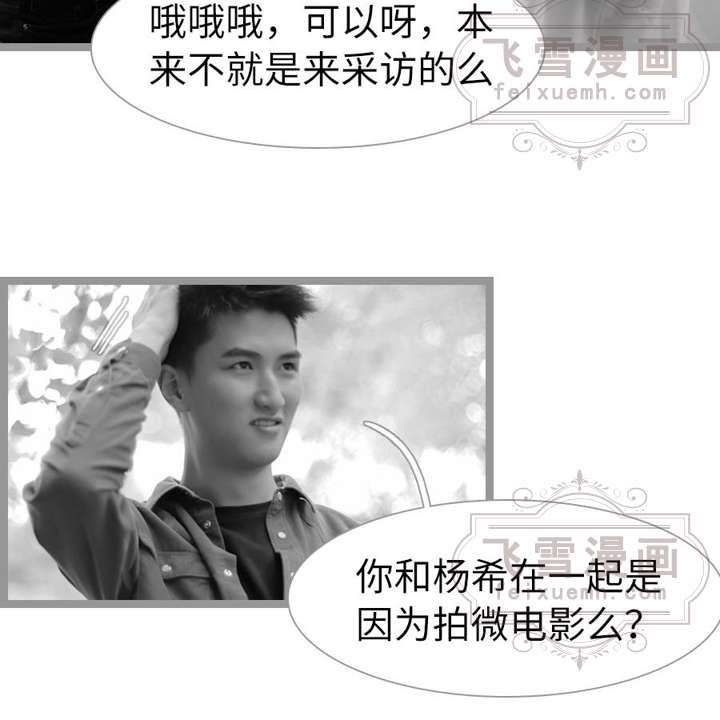 哦哦哦，可以呀，本
来不就是来采访的么
飞雪漫画
feixuemh.com
飞雪漫画
feixuemh.com
你和杨希在一起是
因为拍微电影么？